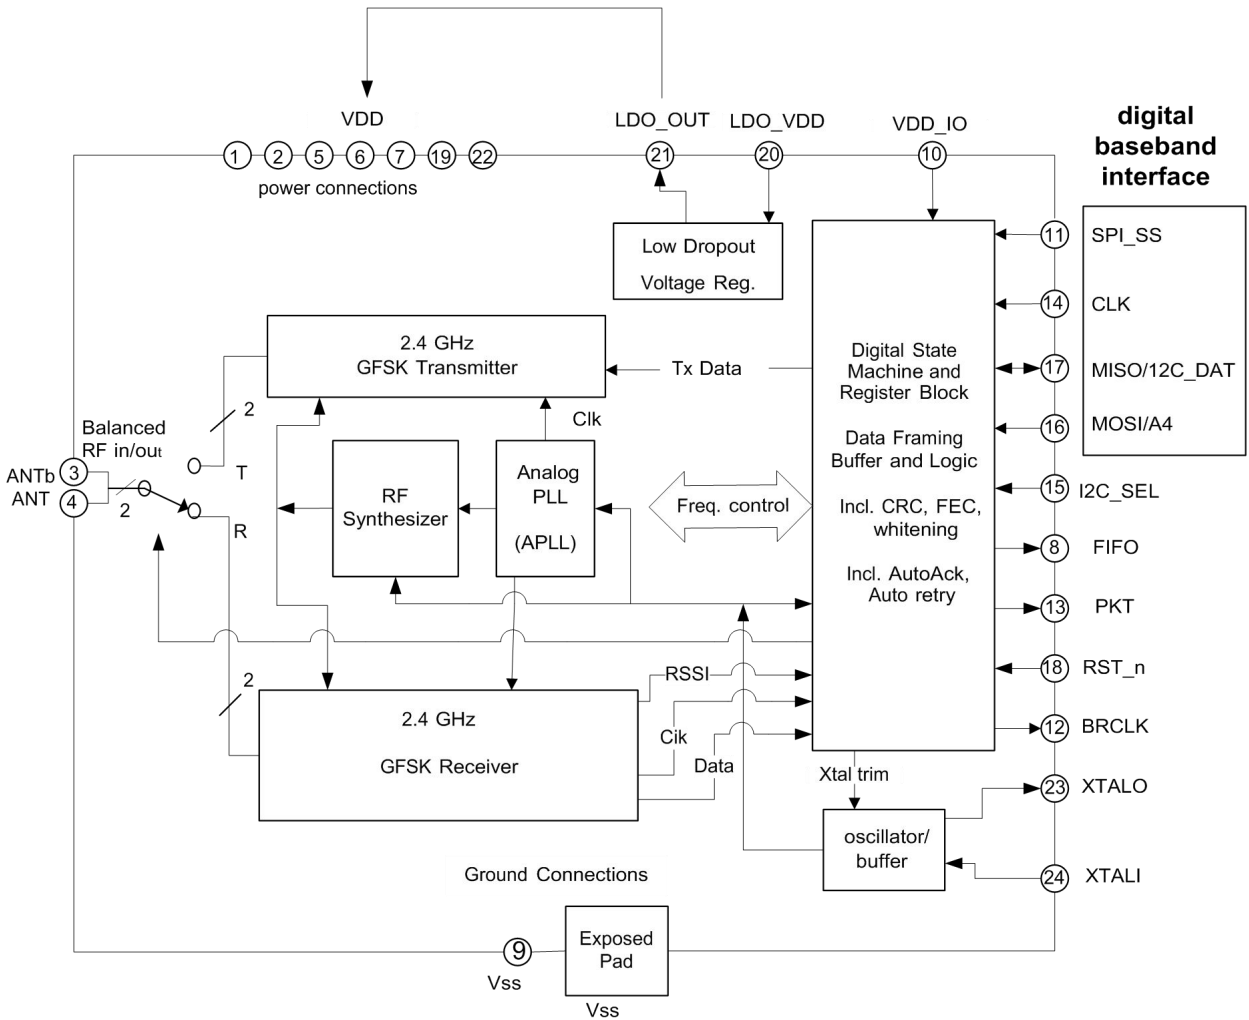 VDD
LDO_OUT
LDO_VDD
VDD_IO
digital
baseband
interface
1
2
5
6
7
19
22
21
20
10
power connections
11
SPI_SS
Low Dropout
Voltage Reg.
14
CLK
2.4 GHz
GFSK Transmitter
Tx Data
Digital State
Machine and
Register Block
17
MISO/12C_DAT
2
Clk
Balanced
RF in/out
Data Framing
Buffer and Logic
16
MOSI/A4
ANTb
3
ANT
4
2
T
R
RF
Synthesizer
Analog
PLL
(APLL)
Freq. control
Incl. CRC, FEC,
whitening
15
I2C_SEL
8
FIFO
Incl. AutoAck,
Auto retry
13
PKT
2
RSSI
18
RST_n
2.4 GHz
GFSK Receiver
Cik
Data
12
BRCLK
Xtal trim
23
XTALO
oscillator/
buffer
24
XTALI
Ground Connections
9
Vss
Exposed
Pad
Vss